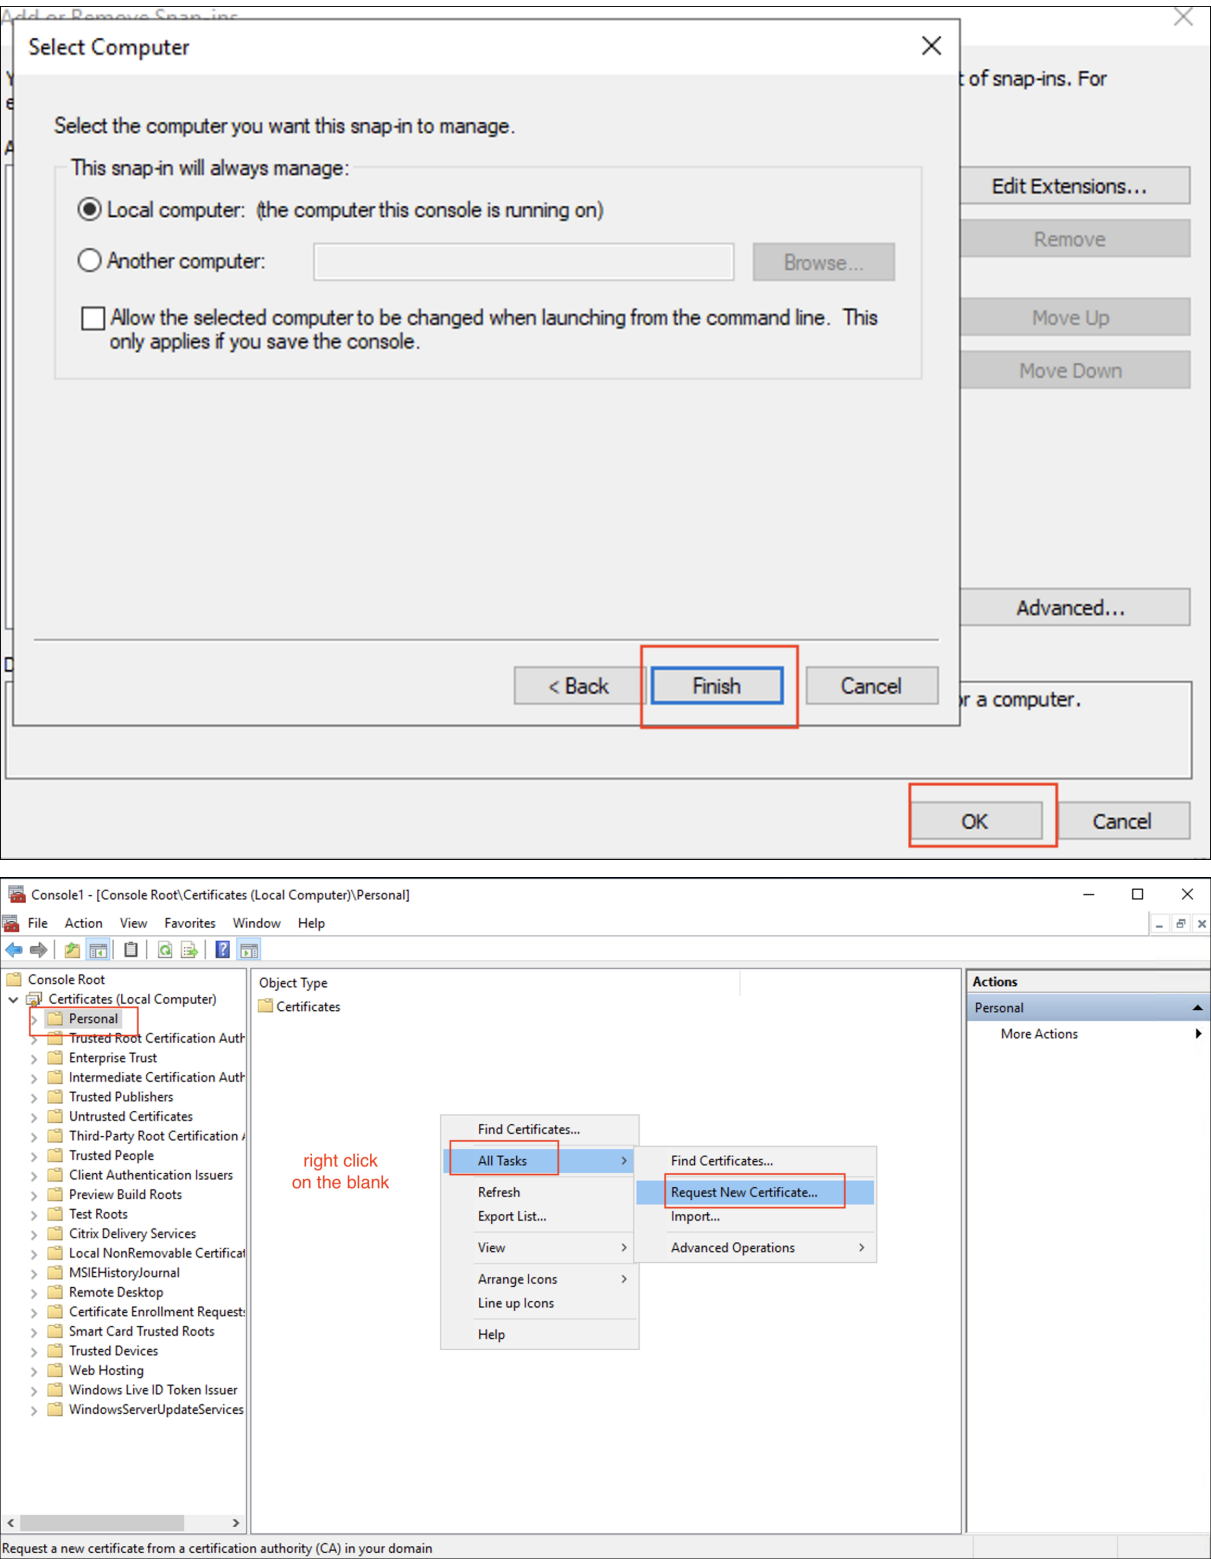 Add or Remove Snap-ins
Select Computer
t of snap-ins. For
Select the computer you want this snap-in to manage.
This snap-in will always manage:
Local computer: (the computer this console is running on)
Another computer:
Browse...
Allow the selected computer to be changed when launching from the command line. This
only applies if you save the console.
Edit Extensions...
Remove
Move Up
Move Down
Advanced...
< Back
Finish
Cancel
or a computer.
OK
Cancel
Console1 - [Console Root\Certificates (Local Computer)\Personal]
File Action View Favorites Window Help
Console Root
Certificates (Local Computer)
Personal
Trusted Root Certification Auth
Enterprise Trust
Intermediate Certification Auth
Trusted Publishers
Untrusted Certificates
Third-Party Root Certification A
Trusted People
Client Authentication Issuers
Preview Build Roots
Test Roots
Citrix Delivery Services
Local NonRemovable Certificat
MSIEHistoryJournal
Remote Desktop
Certificate Enrollment Requests
Smart Card Trusted Roots
Trusted Devices
Web Hosting
Windows Live ID Token Issuer
WindowsServerUpdateServices
Object Type
Certificates
right click
on the blank
Find Certificates...
All Tasks
Refresh
Export List...
View
Arrange Icons
Line up Icons
Help
Find Certificates...
Request New Certificate...
Import...
Advanced Operations
Actions
Personal
More Actions
Request a new certificate from a certification authority (CA) in your domain